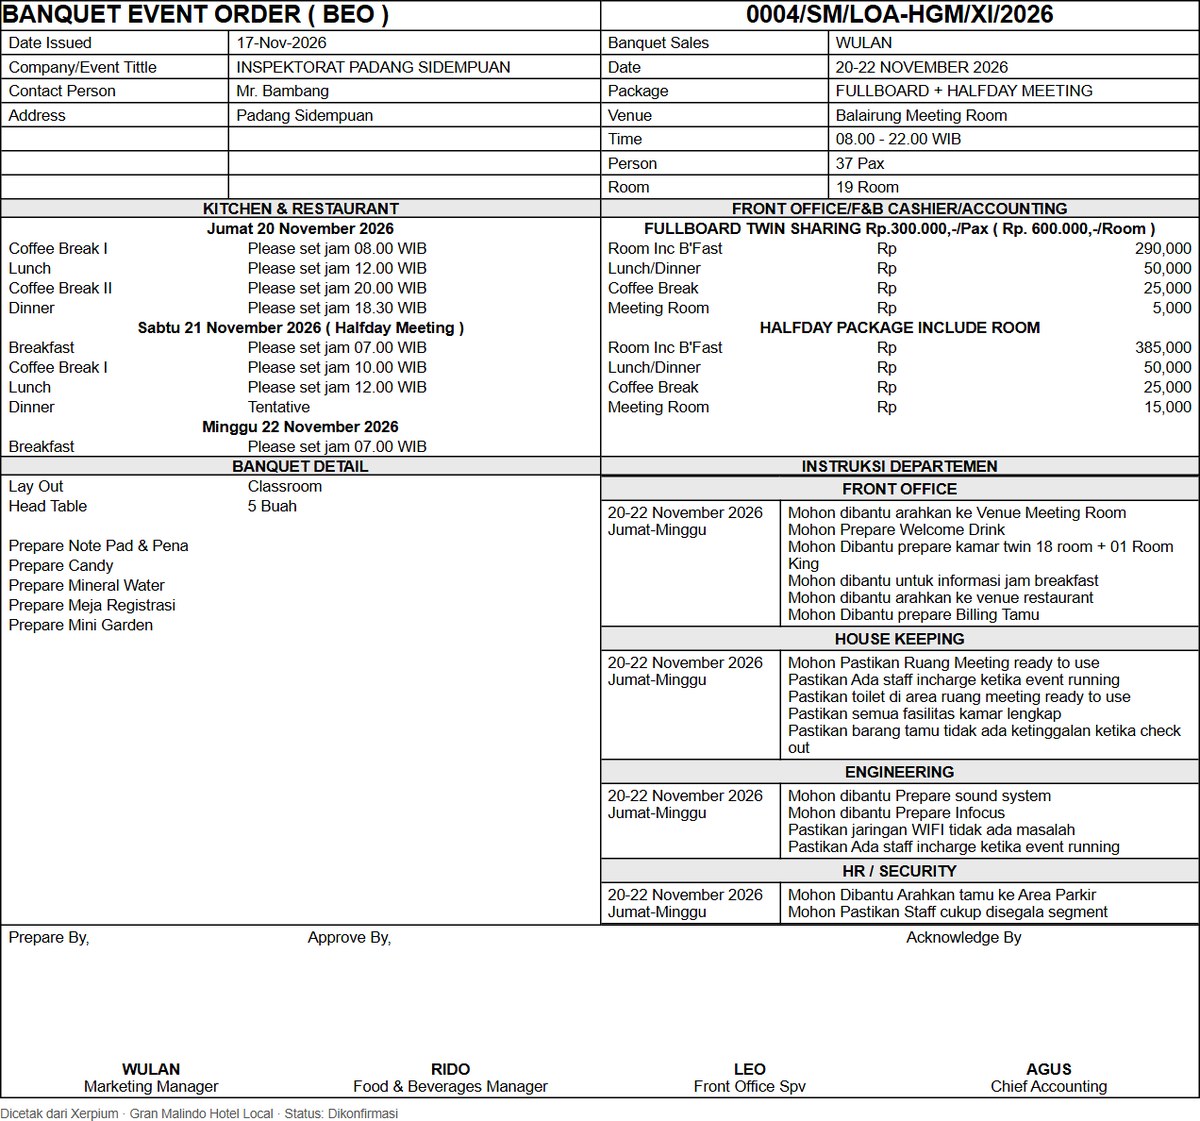 BANQUET EVENT ORDER ( BEO )
0004/SM/LOA-HGM/XI/2026
Date Issued 17-Nov-2026
Company/Event Tittle INSPEKTORAT PADANG SIDEMPUAN
Contact Person Mr. Bambang
Address Padang Sidempuan
Banquet Sales WULAN
Date 20-22 NOVEMBER 2026
Package FULLBOARD + HALFDAY MEETING
Venue Balairung Meeting Room
Time 08.00 - 22.00 WIB
Person 37 Pax
Room 19 Room
KITCHEN & RESTAURANT
Jumat 20 November 2026
Coffee Break I Please set jam 08.00 WIB
Lunch Please set jam 12.00 WIB
Coffee Break II Please set jam 20.00 WIB
Dinner Please set jam 18.30 WIB
Sabtu 21 November 2026 ( Halfday Meeting )
Breakfast Please set jam 07.00 WIB
Coffee Break I Please set jam 10.00 WIB
Lunch Please set jam 12.00 WIB
Dinner Tentative
Minggu 22 November 2026
Breakfast Please set jam 07.00 WIB
FRONT OFFICE/F&B CASHIER/ACCOUNTING
FULLBOARD TWIN SHARING Rp.300.000,-/Pax ( Rp. 600.000,-/Room )
Room Inc B'Fast Rp 290,000
Lunch/Dinner Rp 50,000
Coffee Break Rp 25,000
Meeting Room Rp 5,000
HALFDAY PACKAGE INCLUDE ROOM
Room Inc B'Fast Rp 385,000
Lunch/Dinner Rp 50,000
Coffee Break Rp 25,000
Meeting Room Rp 15,000
BANQUET DETAIL
Lay Out Classroom
Head Table 5 Buah
Prepare Note Pad & Pena
Prepare Candy
Prepare Mineral Water
Prepare Meja Registrasi
Prepare Mini Garden
INSTRUKSI DEPARTEMEN
FRONT OFFICE
20-22 November 2026
Jumat-Minggu
Mohon dibantu arahkan ke Venue Meeting Room
Mohon Prepare Welcome Drink
Mohon Dibantu prepare kamar twin 18 room + 01 Room
King
Mohon dibantu untuk informasi jam breakfast
Mohon dibantu arahkan ke venue restaurant
Mohon Dibantu prepare Billing Tamu
HOUSE KEEPING
20-22 November 2026
Jumat-Minggu
Mohon Pastikan Ruang Meeting ready to use
Pastikan Ada staff incharge ketika event running
Pastikan toilet di area ruang meeting ready to use
Pastikan semua fasilitas kamar lengkap
Pastikan barang tamu tidak ada ketinggalan ketika check
out
ENGINEERING
20-22 November 2026
Jumat-Minggu
Mohon dibantu Prepare sound system
Mohon dibantu Prepare Infocus
Pastikan jaringan WIFI tidak ada masalah
Pastikan Ada staff incharge ketika event running
HR / SECURITY
20-22 November 2026
Jumat-Minggu
Mohon Dibantu Arahkan tamu ke Area Parkir
Mohon Pastikan Staff cukup disegala segment
Prepare By, Approve By, Acknowledge By
WULAN RIDO LEO AGUS
Marketing Manager Food & Beverages Manager Front Office Spv Chief Accounting
Dicetak dari Xerpium · Gran Malindo Hotel Local · Status: Dikonfirmasi